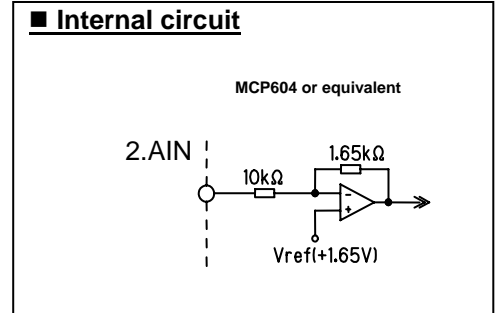 ■ Internal circuit
MCP604 or equivalent
2.AIN
1.65kΩ
10kΩ
-
+
Vref(+1.65V)